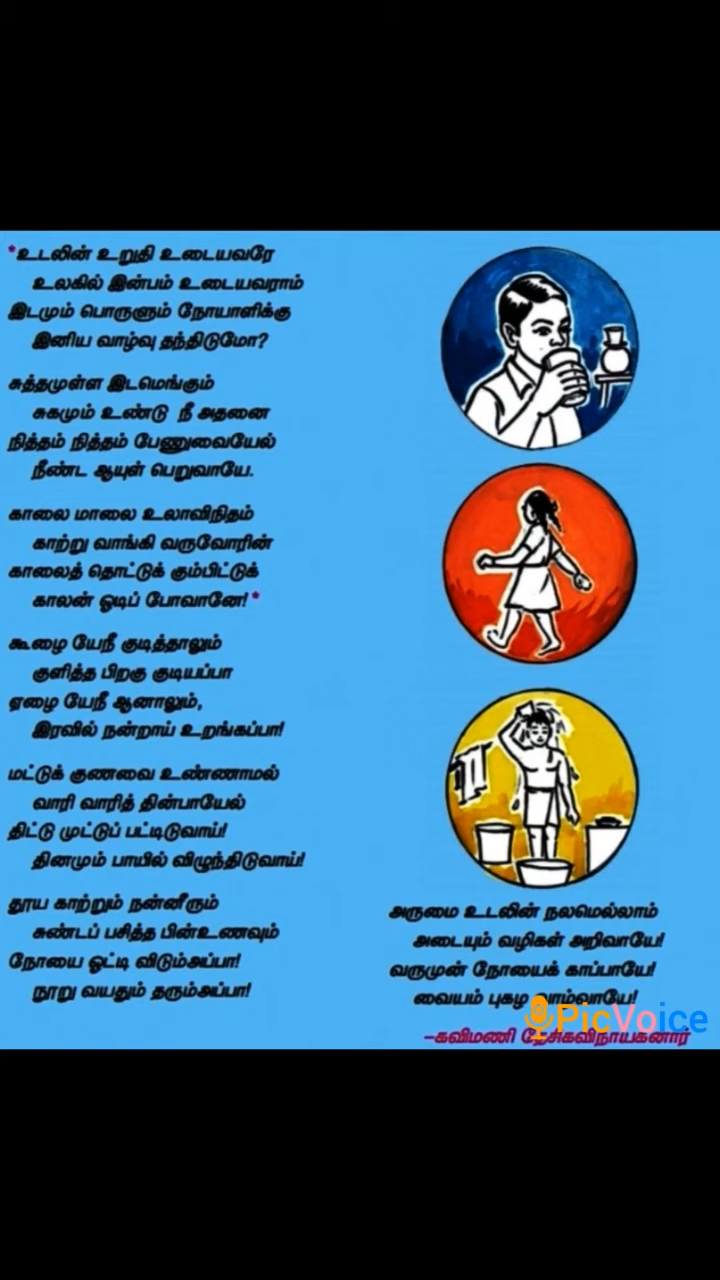 *உடலின் உறுதி உடையவரே
உலகில் இன்பம் உடையவராம்
இடமும் பொருளும் நோயாளிக்கு
இனிய வாழ்வு தந்திடுமோ?
சுத்தமுள்ள இடமெங்கும்
சுகமும் உண்டு நீ அதனை
நித்தம் நித்தம் பேணுவையேல்
நீண்ட ஆயுள் பெறுவாயே.
காலை மாலை உலாவிநிதம்
காற்று வாங்கி வருவோரின்
காலைத் தொட்டுக் கும்பிட்டுக்
காலன் ஓடிப் போவானே!*
கூழை யேநீ குடித்தாலும்
குளித்த பிறகு குடியப்பா
ஏழை யேநீ ஆனாலும்,
இரவில் நன்றாய் உறங்கப்பா!
மட்டுக் குணவை உண்ணாமல்
வாரி வாரித் தின்பாயேல்
திட்டு முட்டுப் பட்டிடுவாய்!
தினமும் பாயில் விழுந்திடுவாய்!
தூய காற்றும் நன்னீரும்
சுண்டப் பசித்த பின்உணவும்
நோயை ஓட்டி விடும்அப்பா!
நூறு வயதும் தரும்அப்பா!
அருமை உடலின் நலமெல்லாம்
அடையும் வழிகள் அறிவாயே!
வருமுன் நோயைக் காப்பாயே!
வையம் புகழ வாழ்வாயே!
PicVoice
–கவிமணி தேசிகவிநாயகனார்